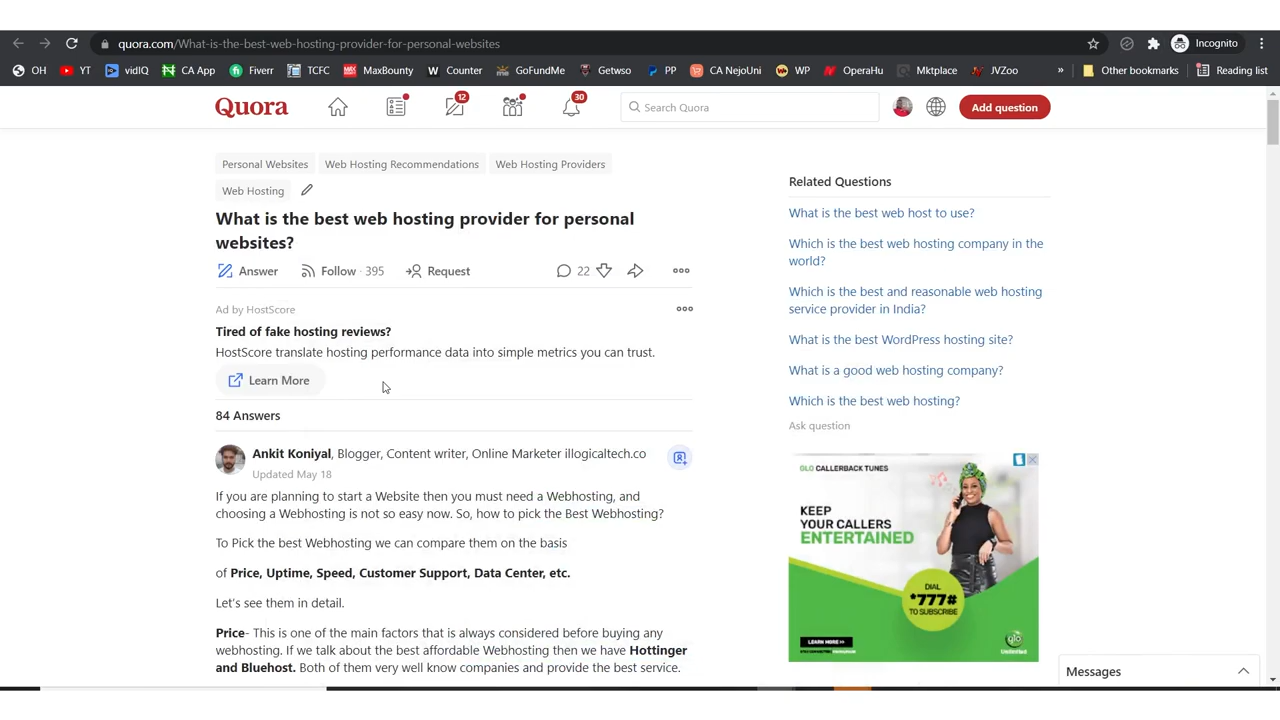 quora.com/What-is-the-best-web-hosting-provider-for-personal-websites
Incognito
OH YT vidIQ CA App Fiverr TCFC MaxBounty Counter GoFundMe Getwso PP CA NejoUni WP OperaHu Mktplace JVZoo » Other bookmarks Reading list
Quora 12 30 Search Quora Add question
Personal Websites Web Hosting Recommendations Web Hosting Providers
Web Hosting
What is the best web hosting provider for personal
websites?
Answer Follow · 395 Request 22
Ad by HostScore
Tired of fake hosting reviews?
HostScore translate hosting performance data into simple metrics you can trust.
Learn More
84 Answers
Ankit Koniyal, Blogger, Content writer, Online Marketer illogicaltech.co
Updated May 18
If you are planning to start a Website then you must need a Webhosting, and
choosing a Webhosting is not so easy now. So, how to pick the Best Webhosting?
To Pick the best Webhosting we can compare them on the basis
of Price, Uptime, Speed, Customer Support, Data Center, etc.
Let's see them in detail.
Price- This is one of the main factors that is always considered before buying any
webhosting. If we talk about the best affordable Webhosting then we have Hottinger
and Bluehost. Both of them very well know companies and provide the best service.
Related Questions
What is the best web host to use?
Which is the best web hosting company in the
world?
Which is the best and reasonable web hosting
service provider in India?
What is the best WordPress hosting site?
What is a good web hosting company?
Which is the best web hosting?
Ask question
GLO CALLERBACK TUNES
KEEP
YOUR CALLERS
ENTERTAINED
DIAL
*777#
TO SUBSCRIBE
LEARN MORE
glo
Unlimited
Messages